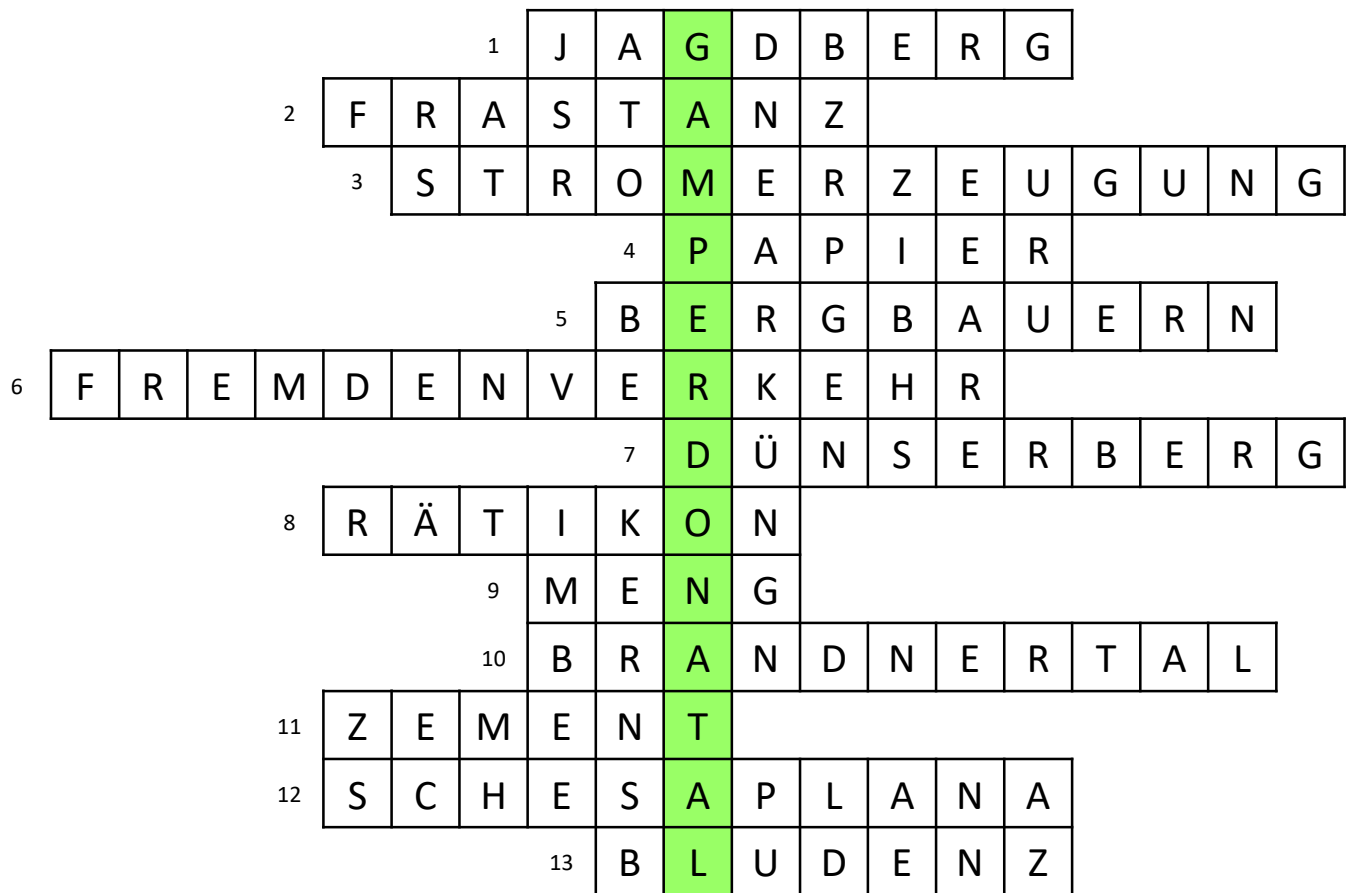 1 JAGDBERG
2 FRASTANZ
3 STROMERZEUGUNG
4 PAPIER
5 BERGBAUERN
6 FREMDENVERKEHR
7 DÜNSERBERG
8 RÄTIKON
9 MENG
10 BRANDNERTAL
11 ZEMENT
12 SCHESAPLANA
13 BLUDENZ